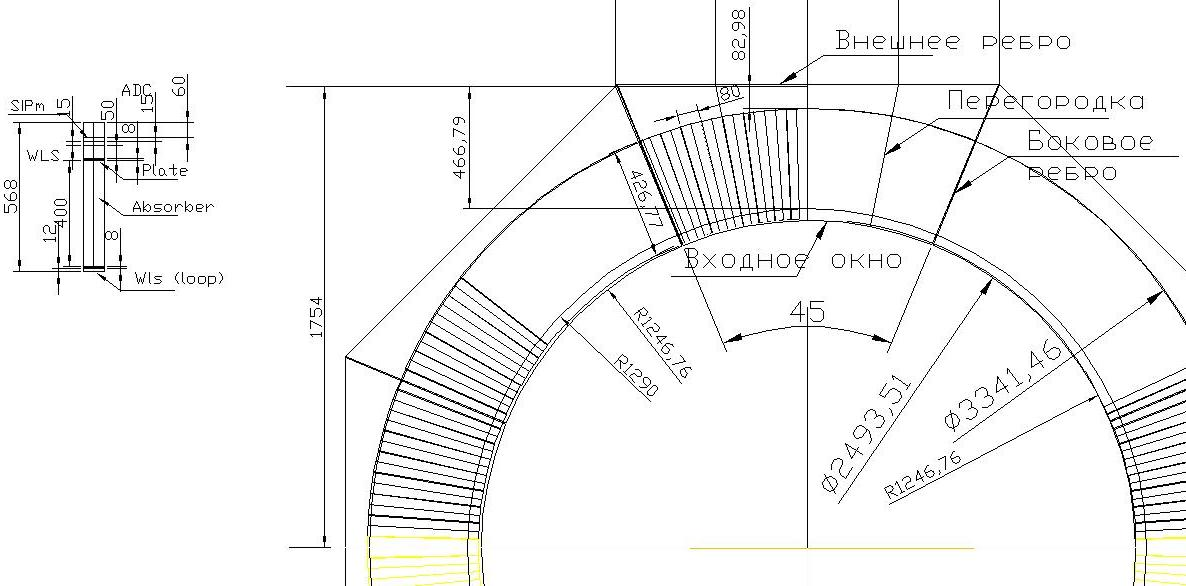 82,98
Внешнее ребро
ADC
60
SIPm
15
50
15
80
Перегородка
8
466,79
Боковое
ребро
WLS
Plate
568
400
426,77
Absorber
12
8
Входное окно
Wls (loop)
1754
45
R1246,76
R1290
Ø3341,46
Ø2493,51
R1246,76